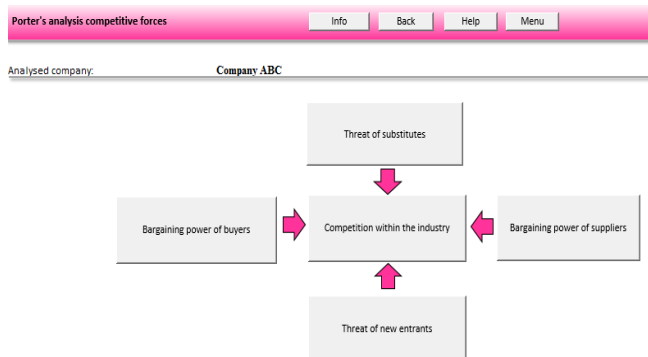 Porter's analysis competitive forces
Info
Back
Help
Menu
Analysed company:
Company ABC
Threat of substitutes
Bargaining power of buyers
Competition within the industry
Bargaining power of suppliers
Threat of new entrants